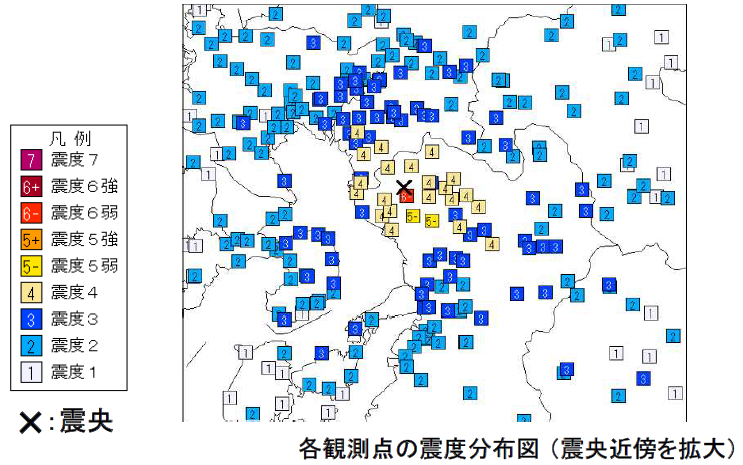 凡 例
7 震度７
6+ 震度６強
6- 震度６弱
5+ 震度５強
5- 震度５弱
4 震度４
3 震度３
2 震度２
1 震度１
×:震央
各観測点の震度分布図（震央近傍を拡大）